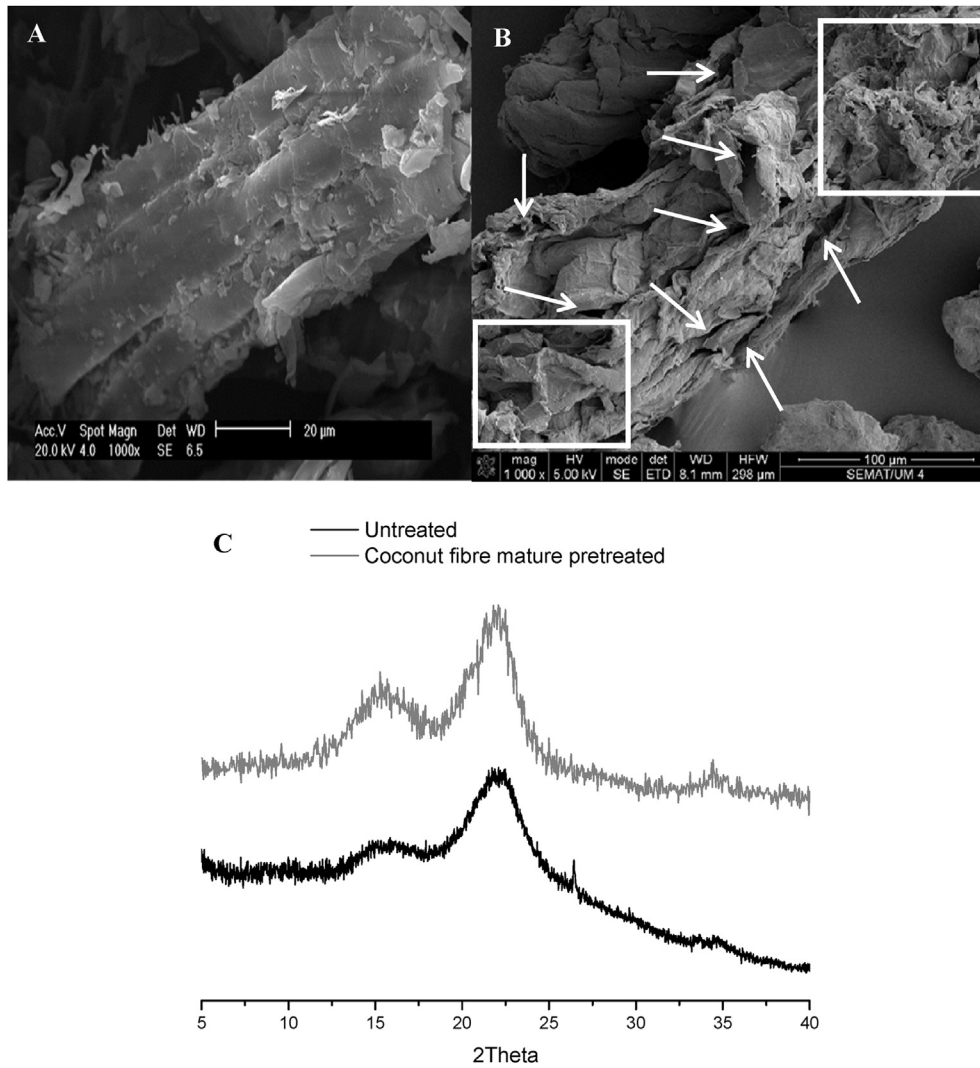 A
B
Acc.V Spot Magn Det WD 20 µm
20.0 kV 4.0 1000x SE 6.5
mag HV mode det WD HFW 100 µm
1 000 x 5.00 kV SE ETD 8.1 mm 298 µm SEMAT/UM 4
C
Untreated
Coconut fibre mature pretreated
5 10 15 20 25 30 35 40
2Theta